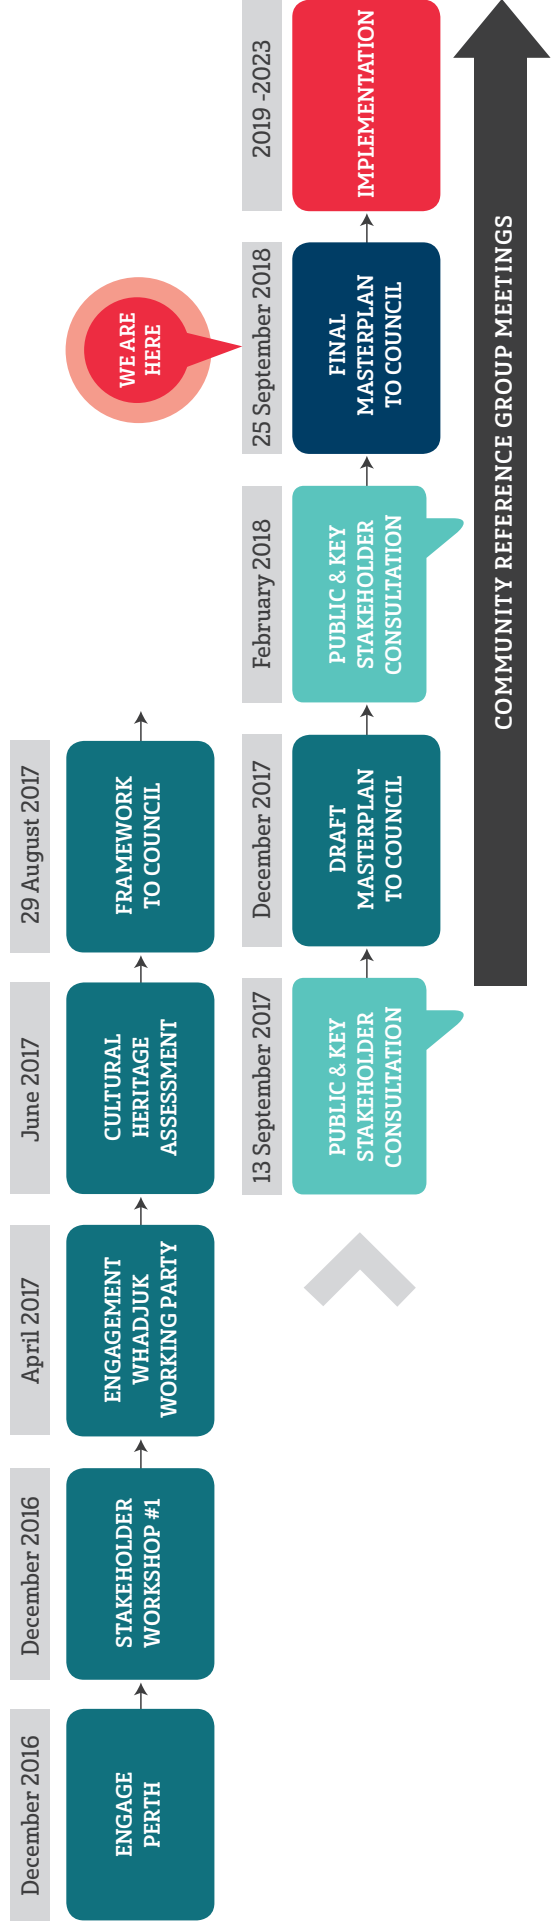 December 2016
December 2016
April 2017
June 2017
29 August 2017
ENGAGE
PERTH
STAKEHOLDER
WORKSHOP #1
ENGAGEMENT
WHADJUK
WORKING PARTY
CULTURAL
HERITAGE
ASSESSMENT
FRAMEWORK
TO COUNCIL
WE ARE
HERE
13 September 2017
December 2017
February 2018
25 September 2018
2019 -2023
PUBLIC & KEY
STAKEHOLDER
CONSULTATION
DRAFT
MASTERPLAN
TO COUNCIL
PUBLIC & KEY
STAKEHOLDER
CONSULTATION
FINAL
MASTERPLAN
TO COUNCIL
IMPLEMENTATION
COMMUNITY REFERENCE GROUP MEETINGS